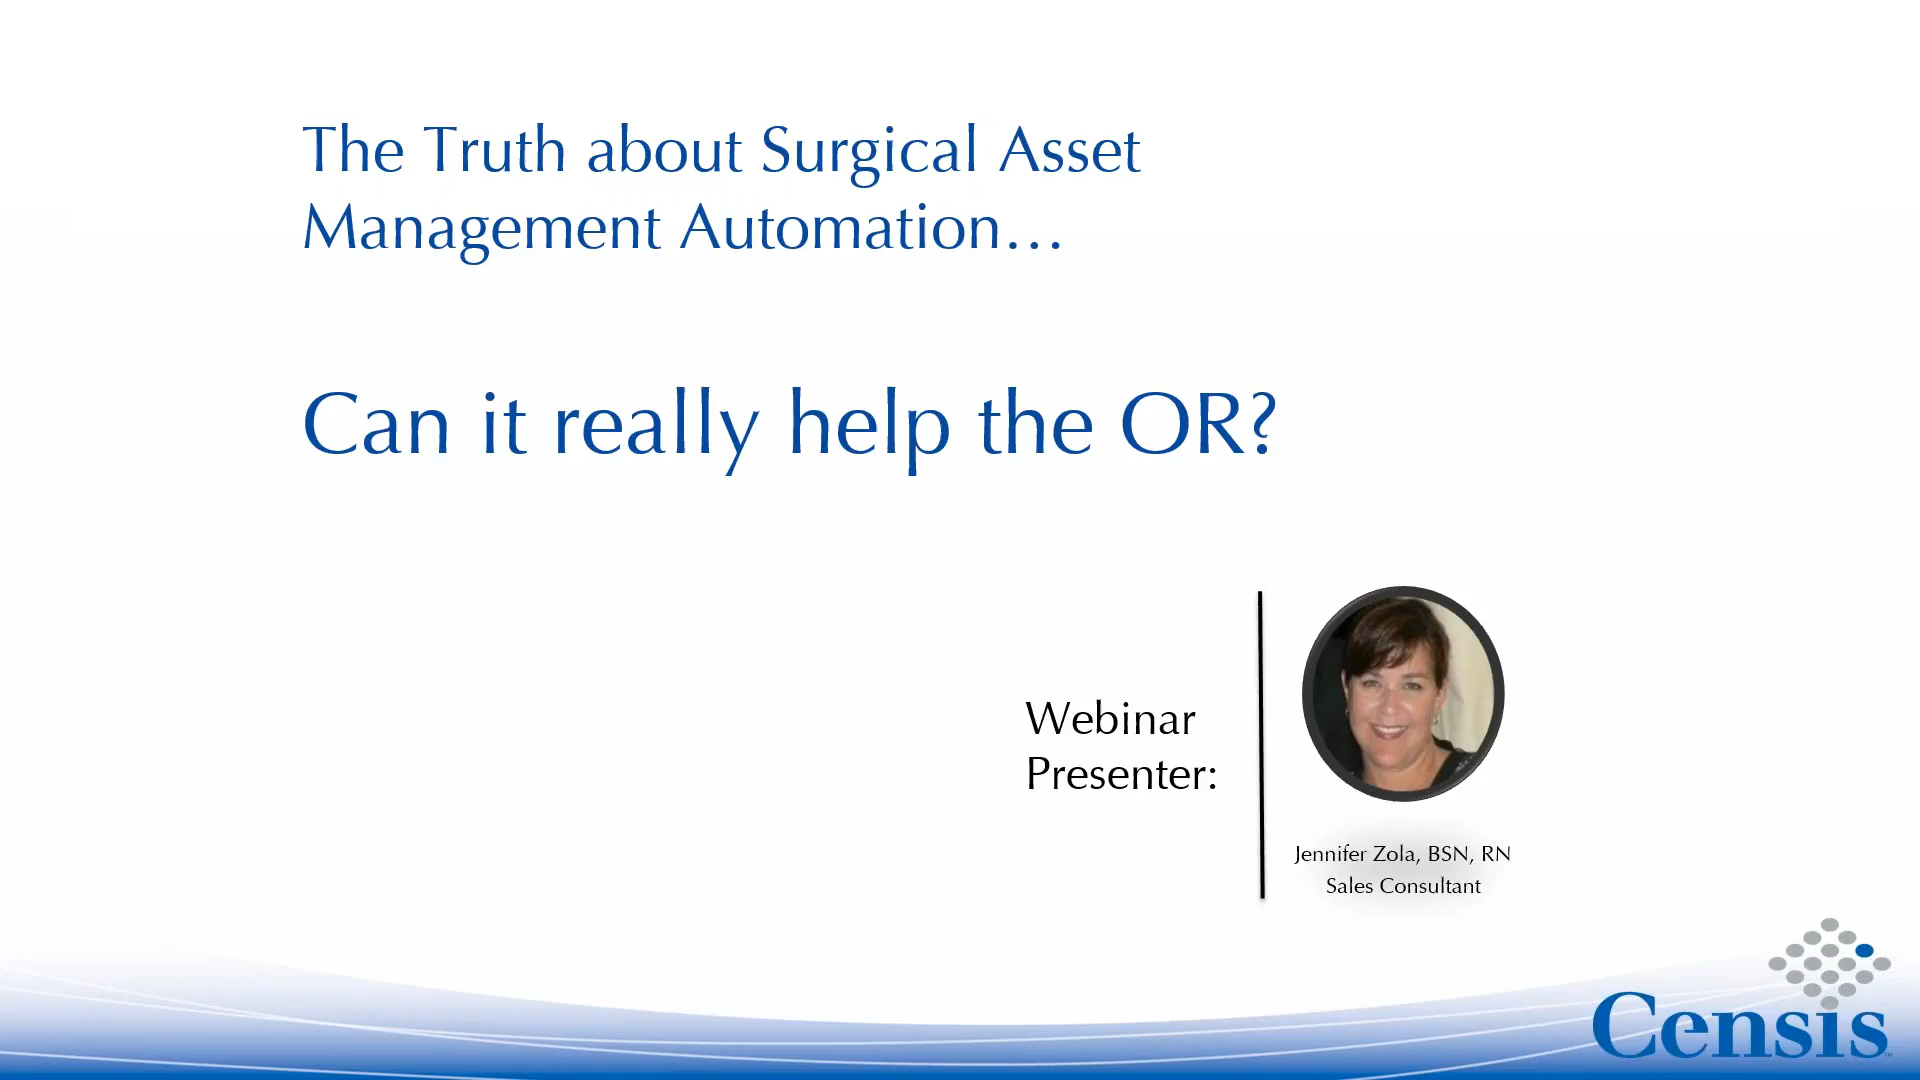 The Truth about Surgical Asset
Management Automation…
Can it really help the OR?
Webinar
Presenter:
Jennifer Zola, BSN, RN
Sales Consultant
Censis